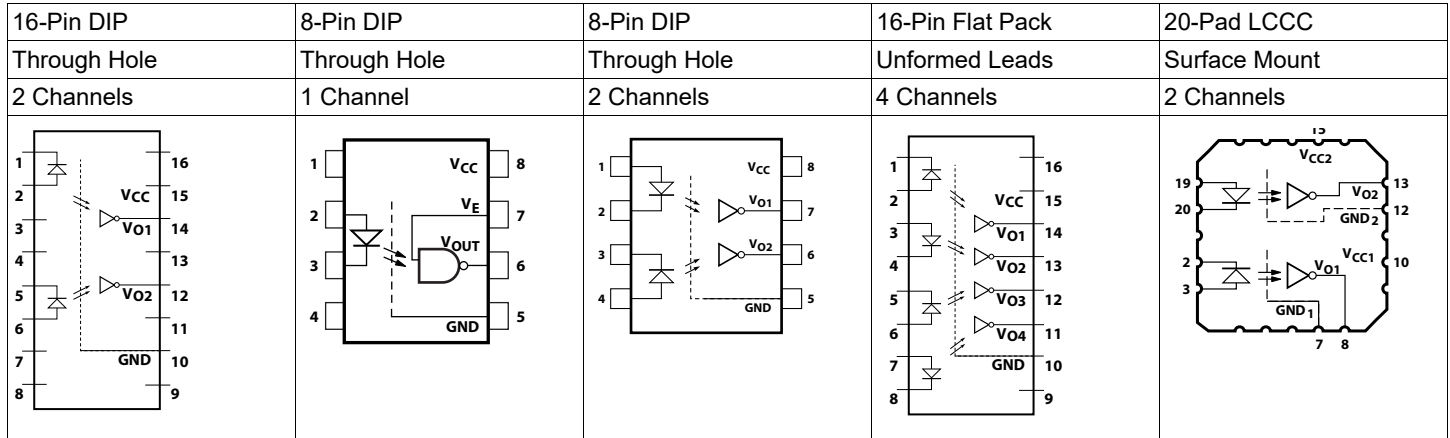 16-Pin DIP
8-Pin DIP
8-Pin DIP
16-Pin Flat Pack
20-Pad LCCC
Through Hole
Through Hole
Through Hole
Unformed Leads
Surface Mount
2 Channels
1 Channel
2 Channels
4 Channels
2 Channels
1
16
2
VCC
15
3
VO1
14
4
13
5
VO2
12
6
11
7
GND
10
8
9
1
VCC
8
2
VE
7
3
VOUT
6
4
GND
5
1
VCC
8
2
VO1
7
3
VO2
6
4
GND
5
1
16
2
VCC
15
3
VO1
14
4
VO2
13
5
VO3
12
6
VO4
11
7
GND
10
8
9
15
VCC2
19
VO2
13
20
GND2
12
2
VO1
VCC1
10
3
GND1
7
8